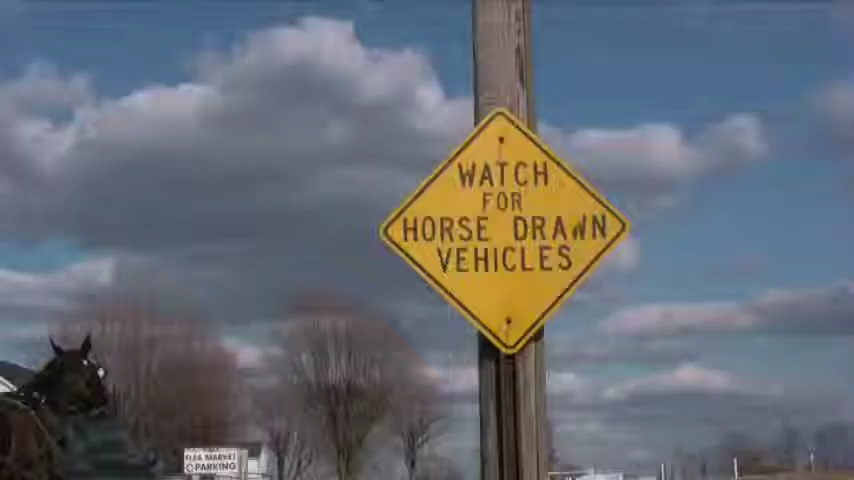 WATCH
FOR
HORSE DRAWN
VEHICLES
FLEA MARKET
PARKING